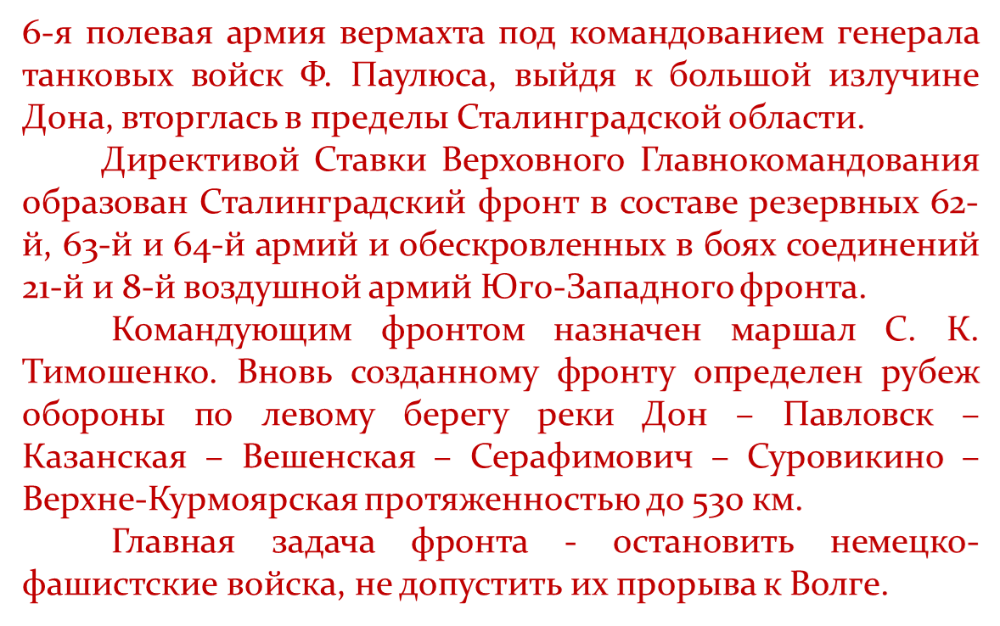 6-я полевая армия вермахта под командованием генерала
танковых войск Ф. Паулюса, выйдя к большой излучине
Дона, вторглась в пределы Сталинградской области.
Директивой Ставки Верховного Главнокомандования
образован Сталинградский фронт в составе резервных 62-
й, 63-й и 64-й армий и обескровленных в боях соединений
21-й и 8-й воздушной армий Юго-Западного фронта.
Командующим фронтом назначен маршал С. К.
Тимошенко. Вновь созданному фронту определен рубеж
обороны по левому берегу реки Дон – Павловск –
Казанская – Вешенская – Серафимович – Суровикино –
Верхне-Курмоярская протяженностью до 530 км.
Главная задача фронта - остановить немецко-
фашистские войска, не допустить их прорыва к Волге.